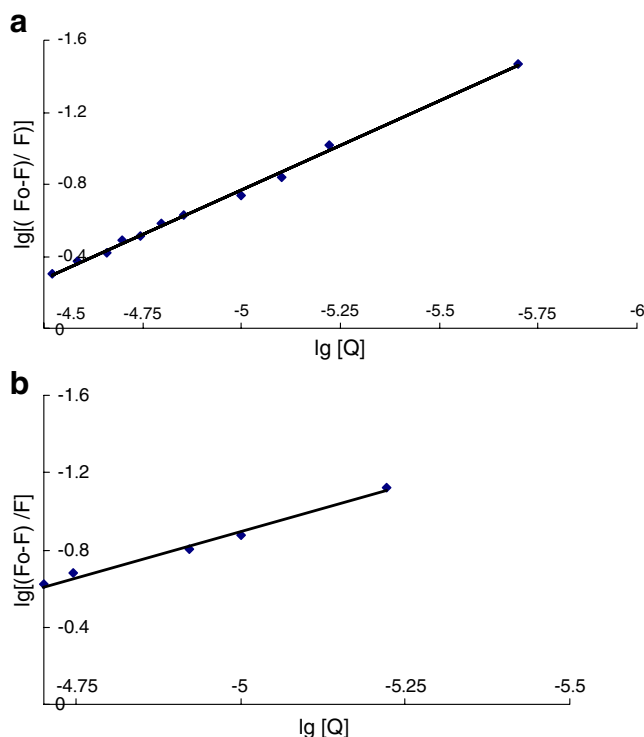 a
-1.6
-1.2
-0.8
-0.4
0
lg[( Fo-F)/ F)]
-4.5 -4.75 -5 -5.25 -5.5 -5.75 -6
lg [Q]
b
-1.6
-1.2
-0.8
-0.4
0
lg[(Fo-F) /F]
-4.75 -5 -5.25 -5.5
lg [Q]